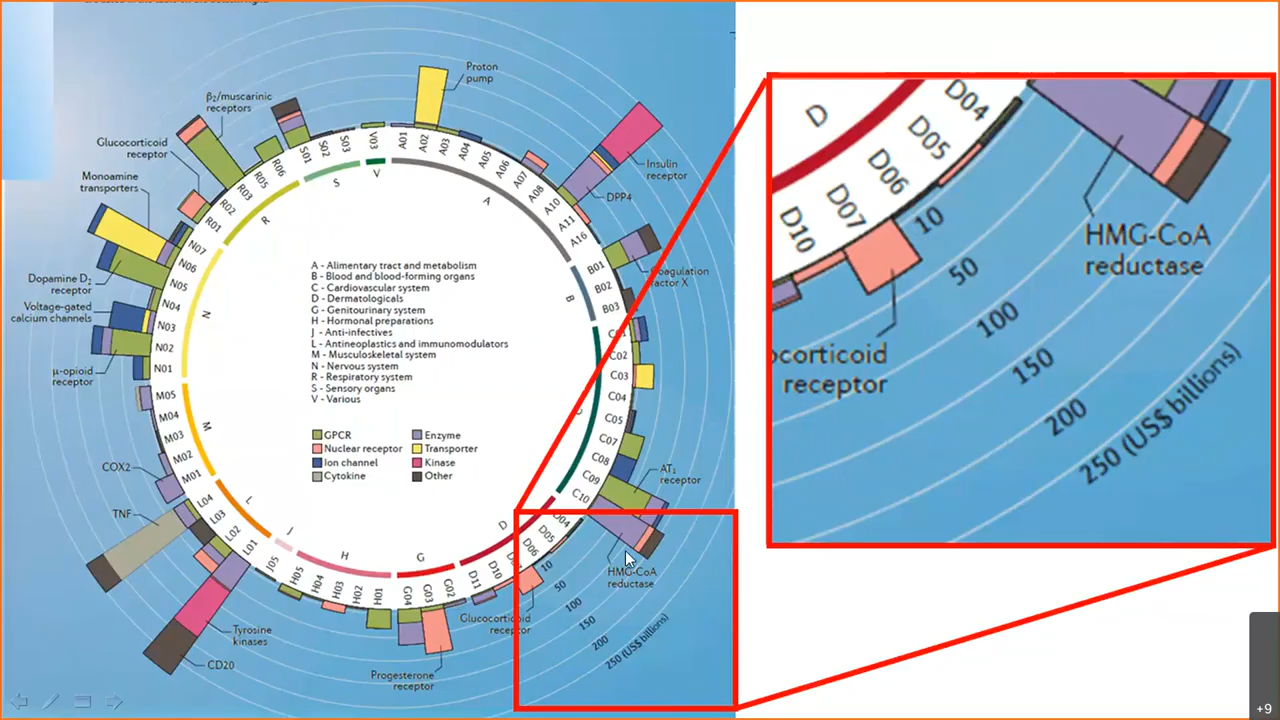 Proton
pump
β₂/muscarinic
receptors
Glucocorticoid
receptor
Monoamine
transporters
Dopamine D₂
receptor
Voltage-gated
calcium channels
μ-opioid
receptor
COX2
TNF
Tyrosine
kinases
CD20
Progesterone
receptor
Glucocorticoid
receptor
HMG-CoA
reductase
AT₁
receptor
Coagulation
factor X
DPP4
Insulin
receptor
V03
A01
A02
A03
A04
A05
A06
A07
A08
A10
A11
A16
B01
B02
B03
C01
C02
C03
C04
C05
C07
C08
C09
C10
D04
D05
D06
D07
D10
D11
G02
G03
G04
H01
H02
H03
H04
H05
J05
L01
L02
L03
L04
M01
M02
M03
M04
M05
N01
N02
N03
N04
N05
N06
N07
R01
R02
R03
R05
R06
S01
S02
S03
V
A
B
D
G
H
J
L
M
N
R
S
A - Alimentary tract and metabolism
B - Blood and blood-forming organs
C - Cardiovascular system
D - Dermatologicals
G - Genitourinary system
H - Hormonal preparations
J - Anti-infectives
L - Antineoplastics and immunomodulators
M - Musculoskeletal system
N - Nervous system
R - Respiratory system
S - Sensory organs
V - Various
GPCR
Nuclear receptor
Ion channel
Cytokine
Enzyme
Transporter
Kinase
Other
10
50
100
150
200
250 (US$ billions)
D
D04
D05
D06
D07
D10
HMG-CoA
reductase
ocorticoid
receptor
10
50
100
150
200
250 (US$ billions)
+9